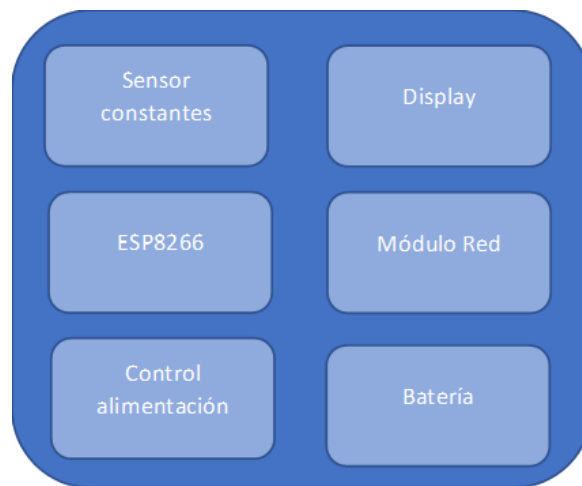 Sensor
constantes
Display
ESP8266
Módulo Red
Control
alimentación
Batería